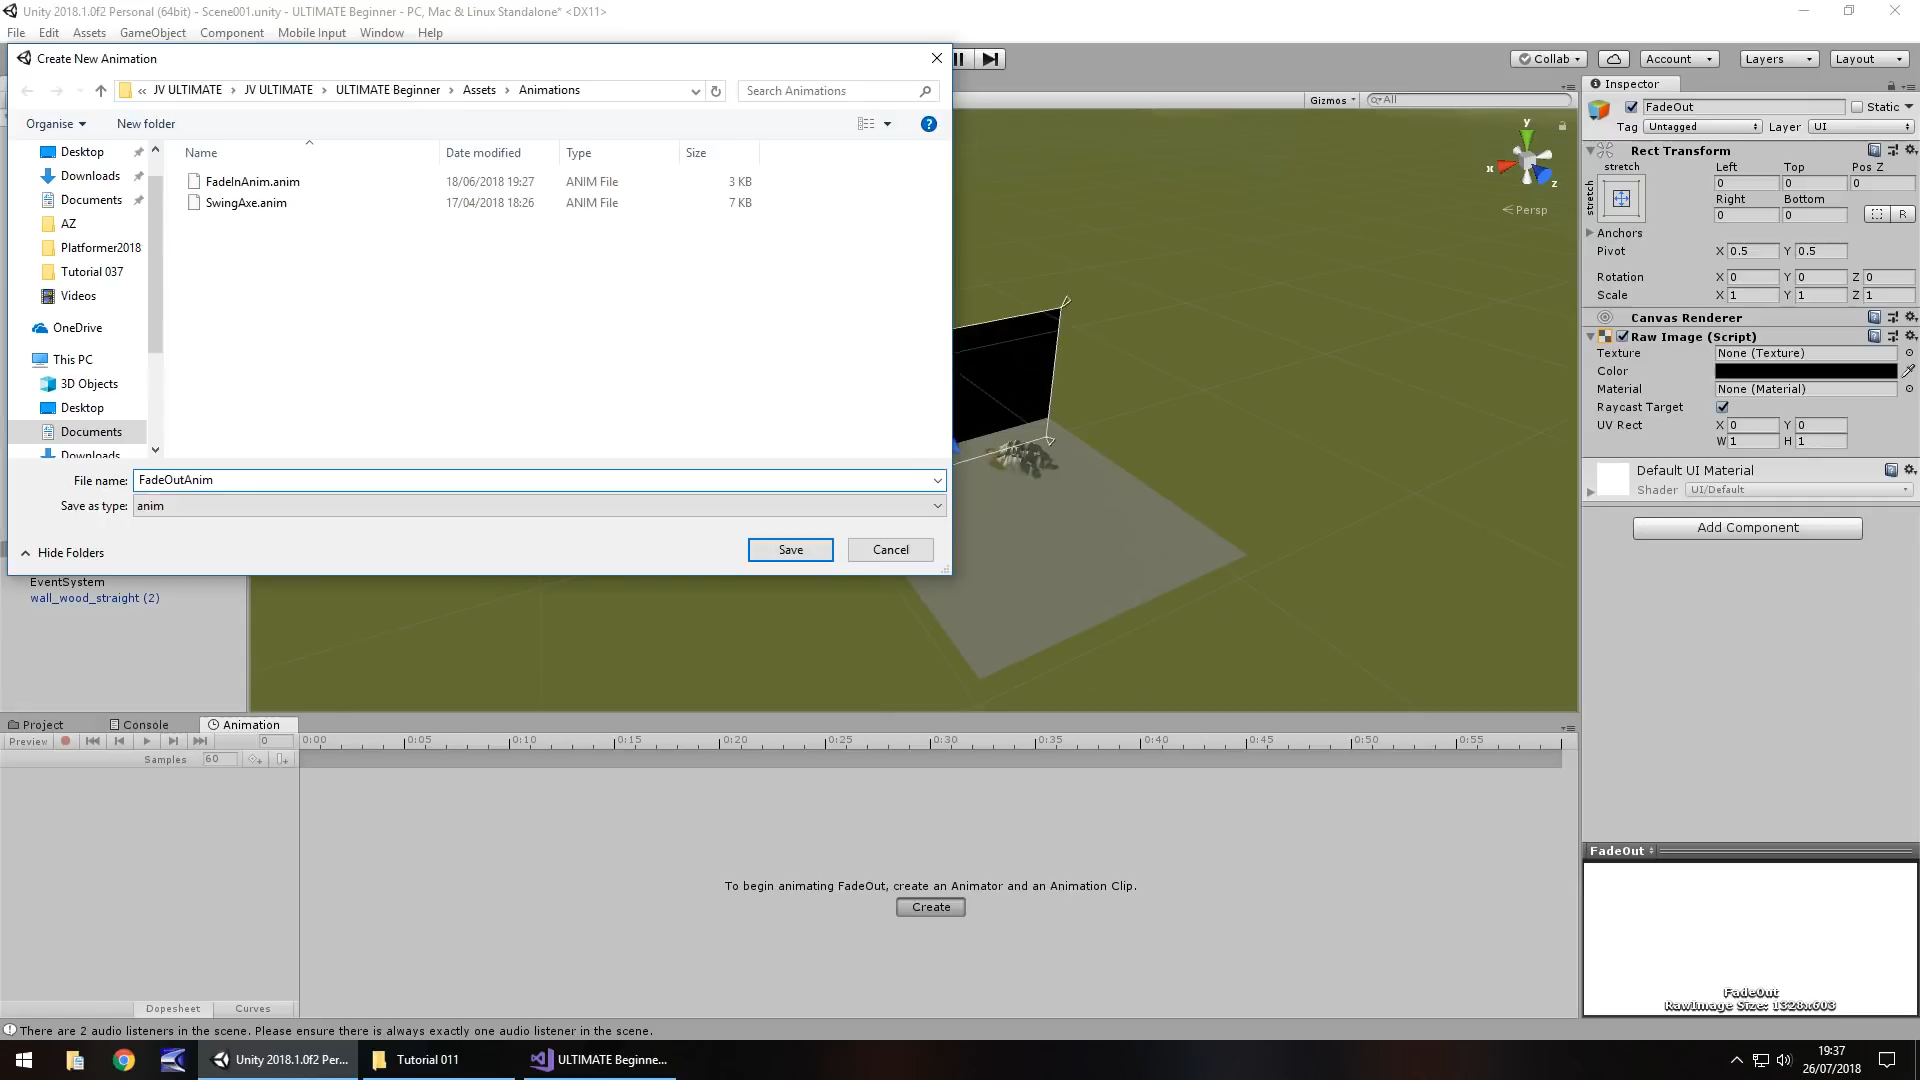 Unity 2018.1.0f2 Personal (64bit) - Scene001.unity - ULTIMATE Beginner - PC, Mac & Linux Standalone* <DX11>
File Edit Assets GameObject Component Mobile Input Window Help
Create New Animation
Collab Account Layers Layout
« JV ULTIMATE › JV ULTIMATE › ULTIMATE Beginner › Assets › Animations
Search Animations
Organise New folder
Name Date modified Type Size
FadeInAnim.anim 18/06/2018 19:27 ANIM File 3 KB
SwingAxe.anim 17/04/2018 18:26 ANIM File 7 KB
Desktop
Downloads
Documents
AZ
Platformer2018
Tutorial 037
Videos
OneDrive
This PC
3D Objects
Desktop
Documents
Downloads
File name: FadeOutAnim
Save as type: anim
Hide Folders
Save Cancel
EventSystem
wall_wood_straight (2)
Gizmos All
y
x
z
Persp
Inspector
FadeOut Static
Tag Untagged Layer UI
Rect Transform
stretch Left Top Pos Z
stretch
0 0 0
Right Bottom
0 0 R
Anchors
Pivot X 0.5 Y 0.5
Rotation X 0 Y 0 Z 0
Scale X 1 Y 1 Z 1
Canvas Renderer
Raw Image (Script)
Texture None (Texture)
Color
Material None (Material)
Raycast Target
UV Rect X 0 Y 0
W 1 H 1
Default UI Material
Shader UI/Default
Add Component
Project Console Animation
Preview 0 0:00 0:05 0:10 0:15 0:20 0:25 0:30 0:35 0:40 0:45 0:50 0:55
Samples 60
To begin animating FadeOut, create an Animator and an Animation Clip.
Create
Dopesheet Curves
FadeOut
FadeOut
RawImage Size: 1328x603
There are 2 audio listeners in the scene. Please ensure there is always exactly one audio listener in the scene.
Unity 2018.1.0f2 Per...
Tutorial 011
ULTIMATE Beginne...
19:37
26/07/2018